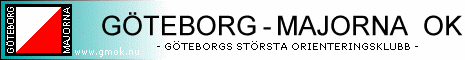 GÖTEBORG
MAJORNA
www.gmok.nu
GÖTEBORG - MAJORNA OK
- GÖTEBORGS STÖRSTA ORIENTERINGSKLUBB -